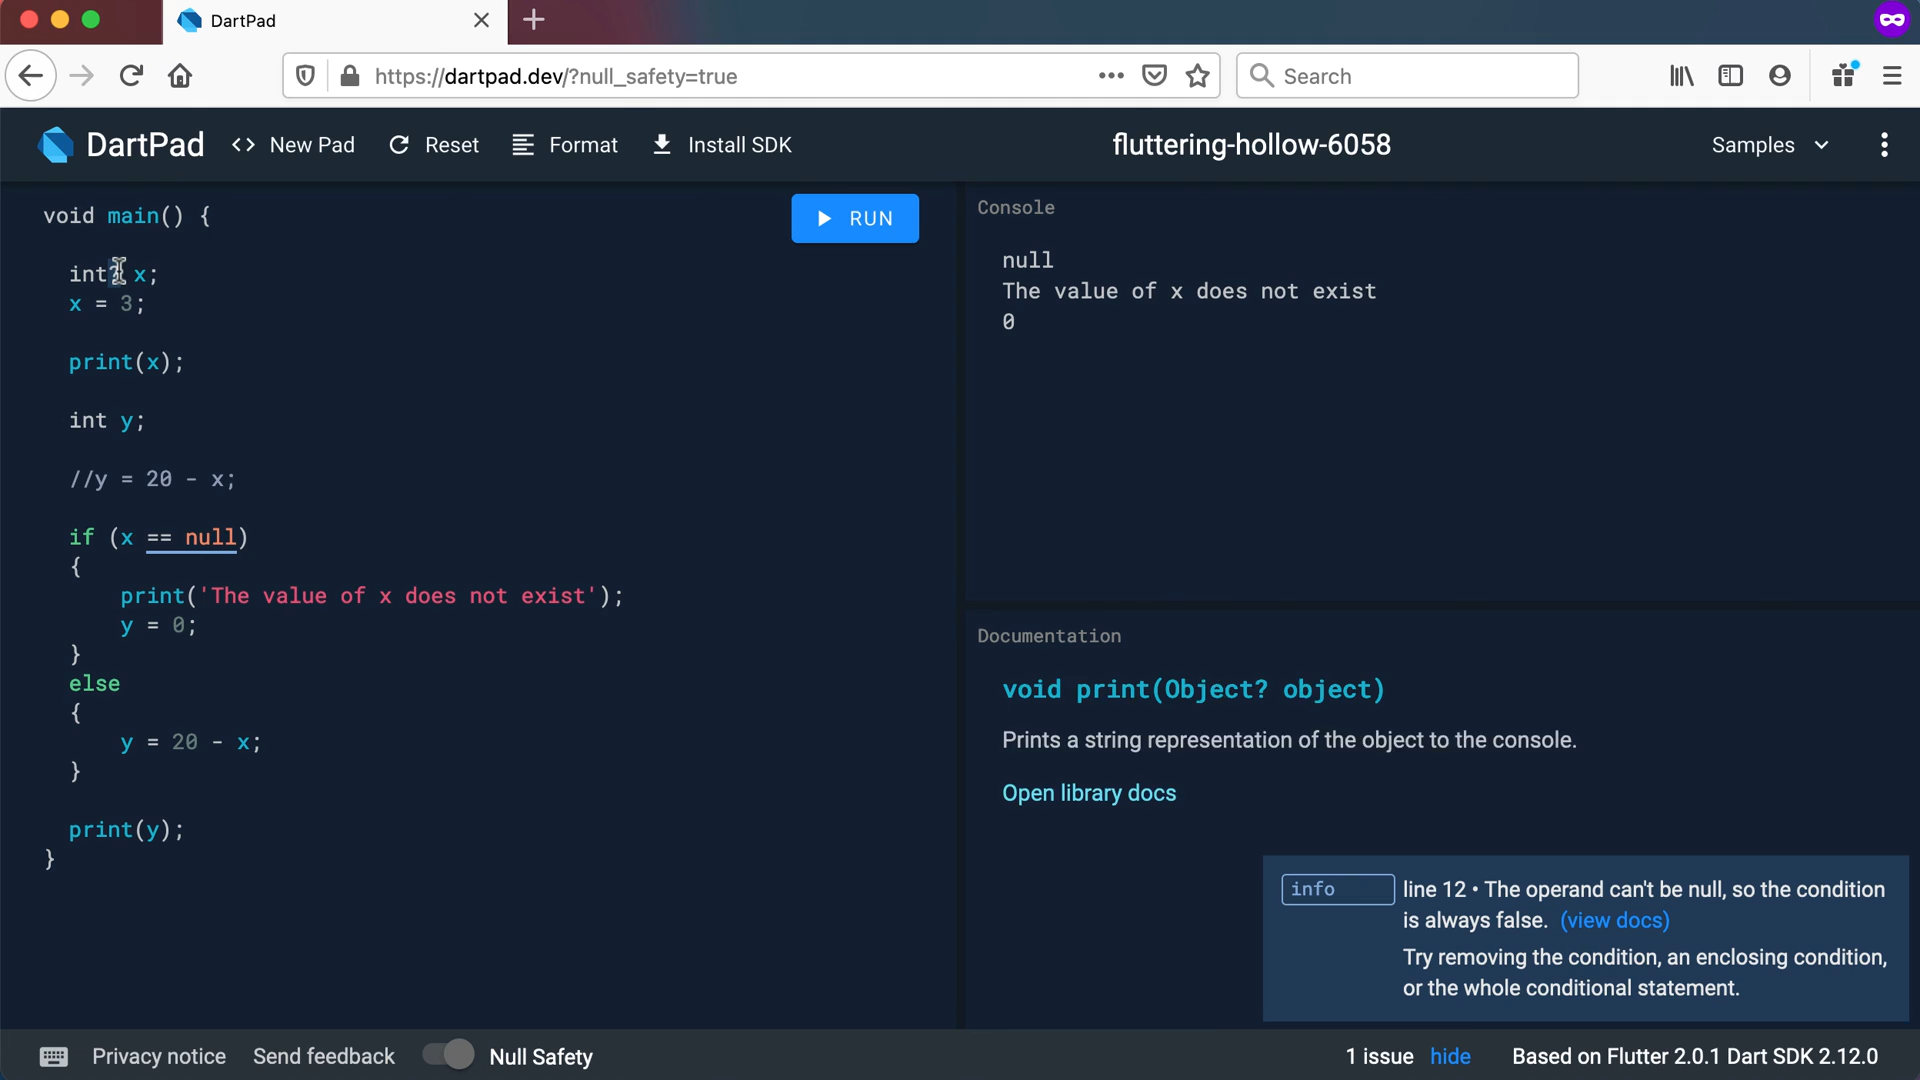 DartPad
https://dartpad.dev/?null_safety=true
Search
DartPad
<> New Pad
Reset
Format
Install SDK
fluttering-hollow-6058
Samples
void main() {
RUN
int? x;
x = 3;
print(x);
int y;
//y = 20 - x;
if (x == null)
{
print('The value of x does not exist');
y = 0;
}
else
{
y = 20 - x;
}
print(y);
}
Console
null
The value of x does not exist
0
Documentation
void print(Object? object)
Prints a string representation of the object to the console.
Open library docs
info
line 12 • The operand can't be null, so the condition
is always false. (view docs)
Try removing the condition, an enclosing condition,
or the whole conditional statement.
Privacy notice
Send feedback
Null Safety
1 issue hide
Based on Flutter 2.0.1 Dart SDK 2.12.0